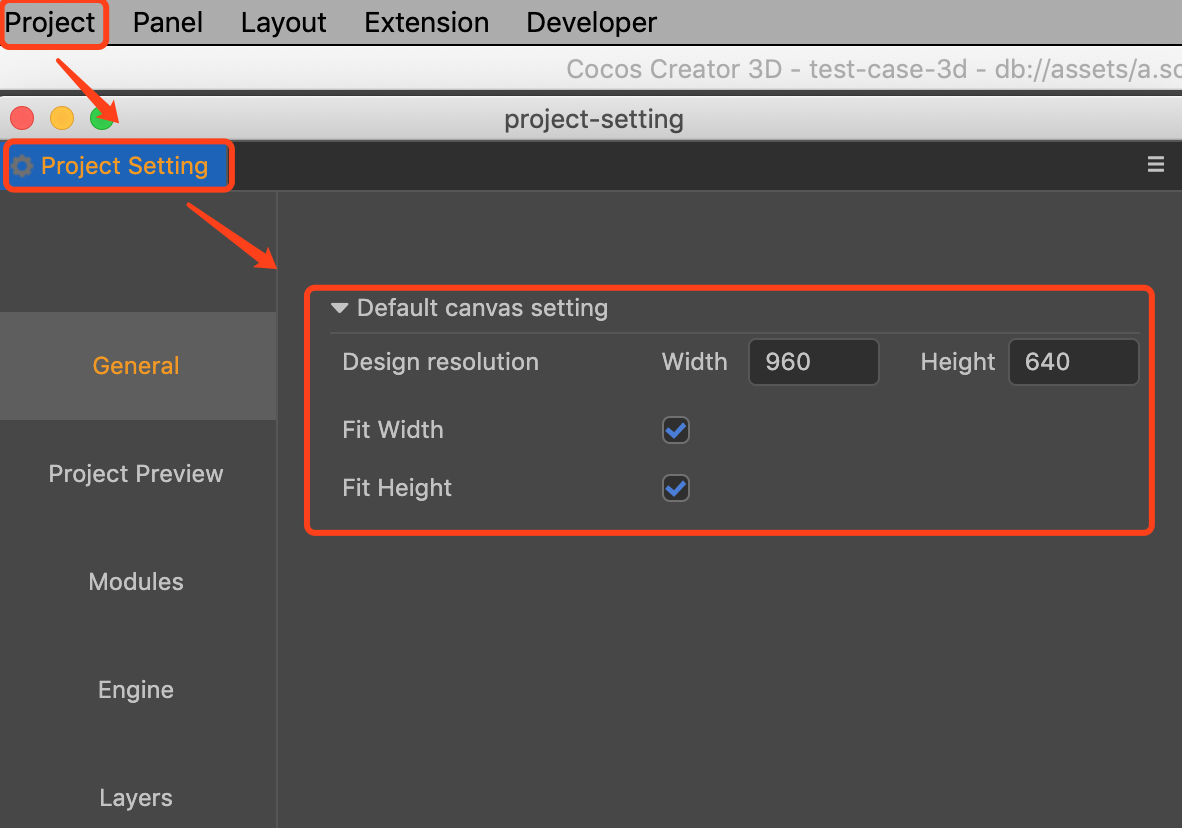 Project Panel Layout Extension Developer
Cocos Creator 3D - test-case-3d - db://assets/a.sc
project-setting
Project Setting
Default canvas setting
Design resolution Width 960 Height 640
General
Fit Width
Project Preview
Fit Height
Modules
Engine
Layers